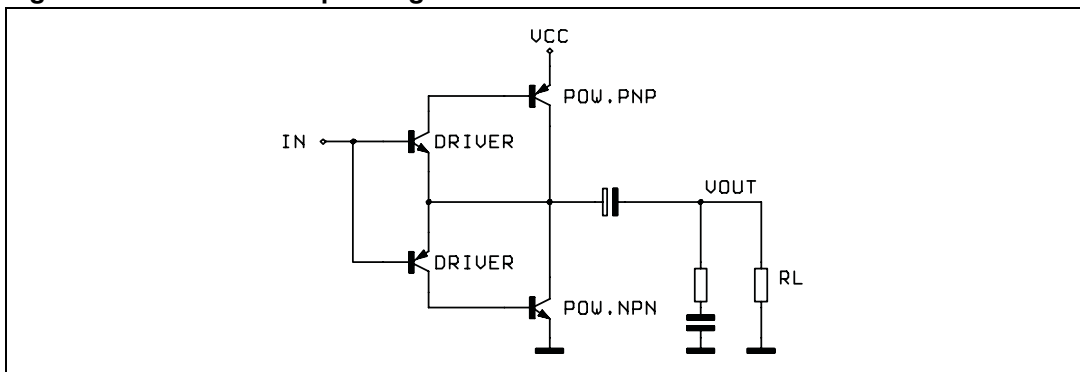 VCC
POW.PNP
IN
DRIVER
VOUT
DRIVER
RL
POW.NPN